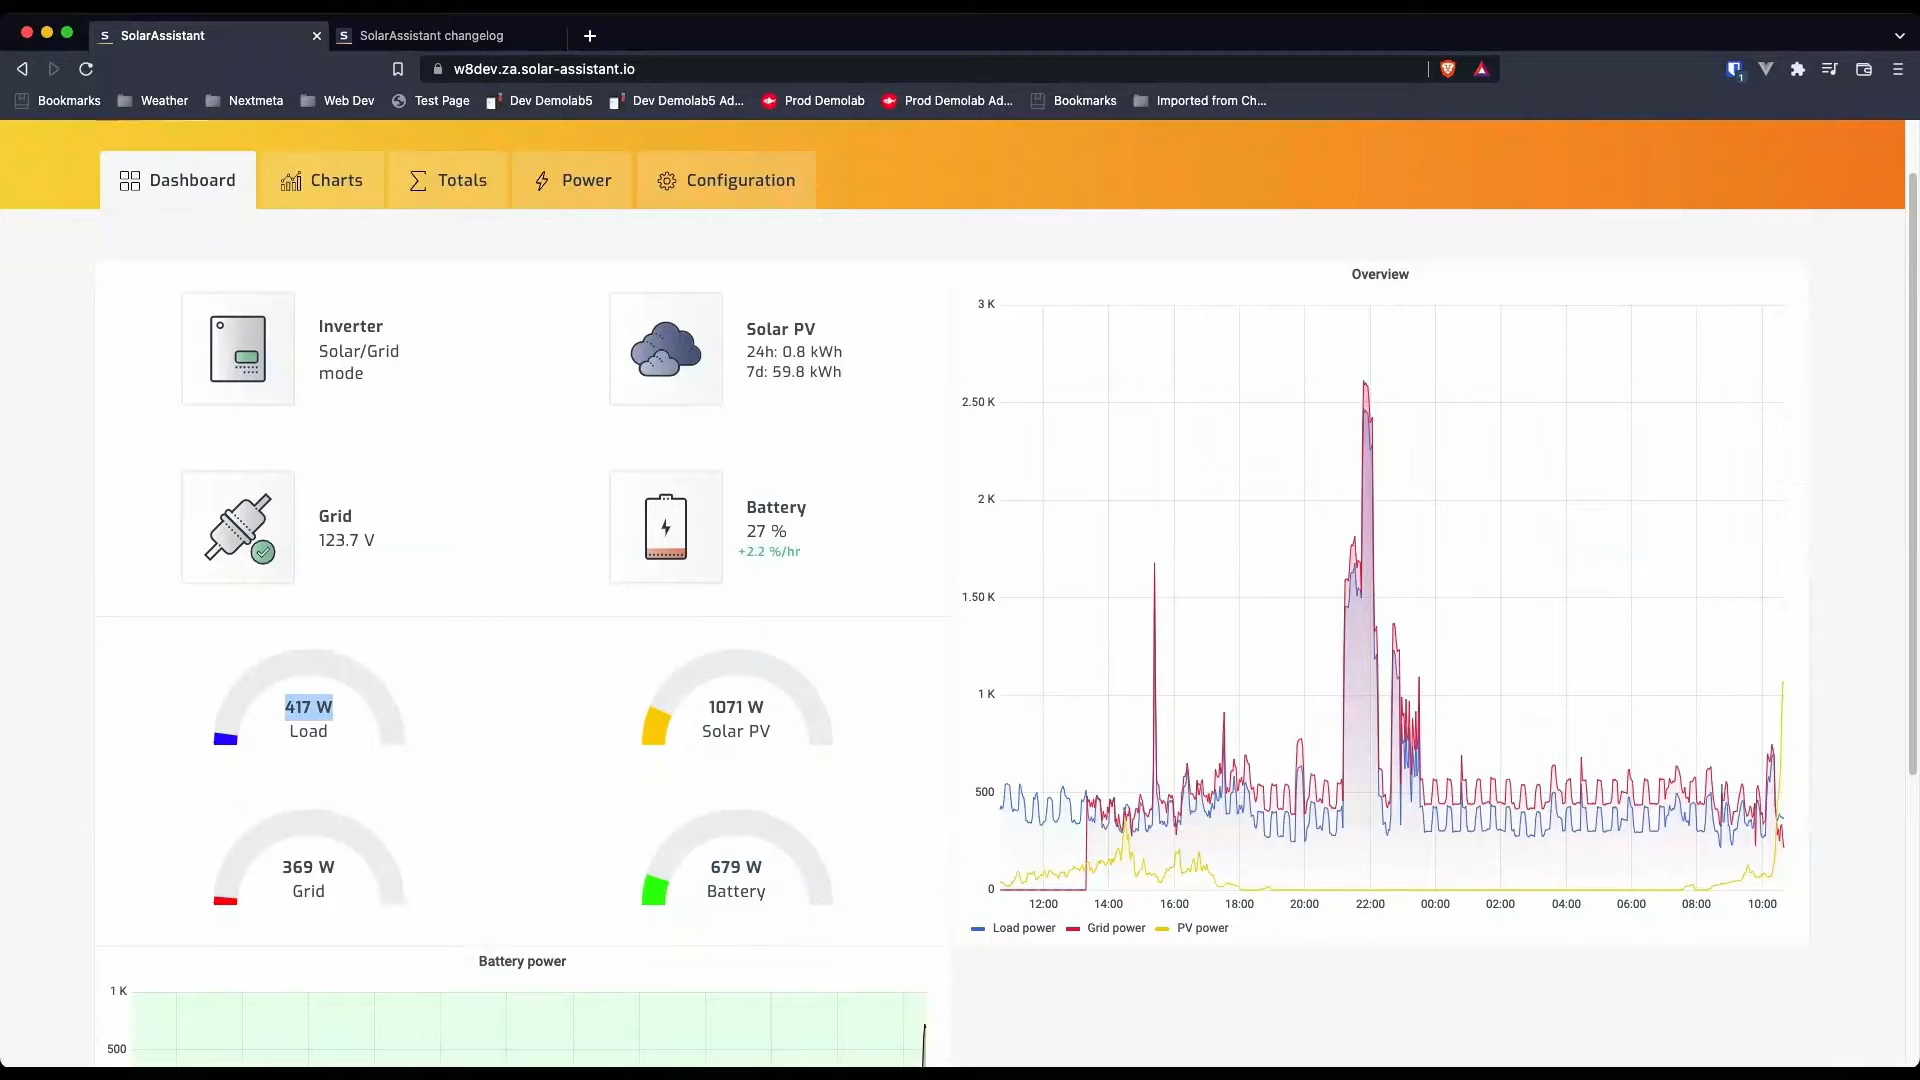 SolarAssistant
SolarAssistant changelog
w8dev.za.solar-assistant.io
1
Bookmarks
Weather
Nextmeta
Web Dev
Test Page
Dev Demolab5
Dev Demolab5 Ad...
Prod Demolab
Prod Demolab Ad...
Bookmarks
Imported from Ch...
Dashboard
Charts
Totals
Power
Configuration
Inverter
Solar/Grid
mode
Solar PV
24h: 0.8 kWh
7d: 59.8 kWh
Grid
123.7 V
Battery
27 %
+2.2 %/hr
417 W
Load
1071 W
Solar PV
369 W
Grid
679 W
Battery
Battery power
1 K
500
Overview
3 K
2.50 K
2 K
1.50 K
1 K
500
0
12:00 14:00 16:00 18:00 20:00 22:00 00:00 02:00 04:00 06:00 08:00 10:00
Load power Grid power PV power